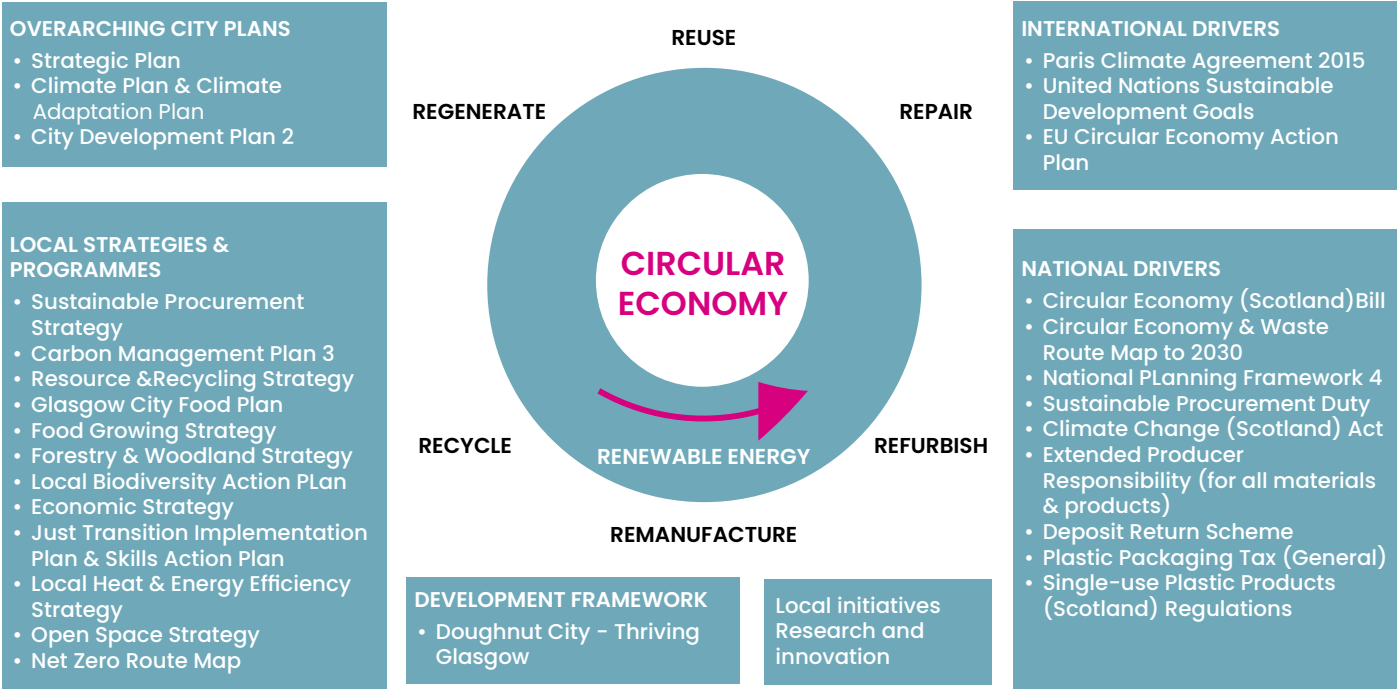 OVERARCHING CITY PLANS
• Strategic Plan
• Climate Plan & Climate
Adaptation Plan
• City Development Plan 2
LOCAL STRATEGIES &
PROGRAMMES
• Sustainable Procurement
Strategy
• Carbon Management Plan 3
• Resource &Recycling Strategy
• Glasgow City Food Plan
• Food Growing Strategy
• Forestry & Woodland Strategy
• Local Biodiversity Action PLan
• Economic Strategy
• Just Transition Implementation
Plan & Skills Action Plan
• Local Heat & Energy Efficiency
Strategy
• Open Space Strategy
• Net Zero Route Map
REUSE
REGENERATE
REPAIR
CIRCULAR
ECONOMY
RECYCLE
REFURBISH
RENEWABLE ENERGY
REMANUFACTURE
DEVELOPMENT FRAMEWORK
• Doughnut City - Thriving
Glasgow
Local initiatives
Research and
innovation
INTERNATIONAL DRIVERS
• Paris Climate Agreement 2015
• United Nations Sustainable
Development Goals
• EU Circular Economy Action
Plan
NATIONAL DRIVERS
• Circular Economy (Scotland)Bill
• Circular Economy & Waste
Route Map to 2030
• National PLanning Framework 4
• Sustainable Procurement Duty
• Climate Change (Scotland) Act
• Extended Producer
Responsibility (for all materials
& products)
• Deposit Return Scheme
• Plastic Packaging Tax (General)
• Single-use Plastic Products
(Scotland) Regulations